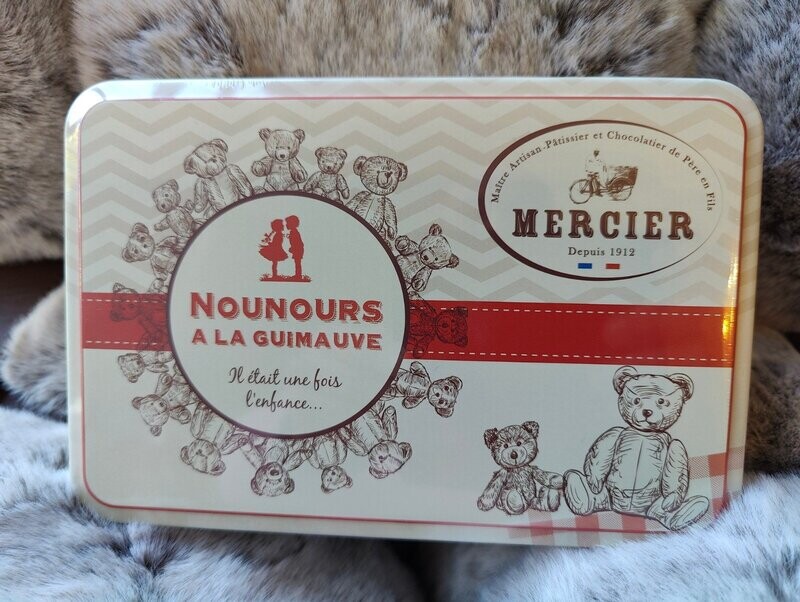 Maître Artisan-Pâtissier et Chocolatier de Père en Fils
MERCIER
Depuis 1912
NOUNOURS
A LA GUIMAUVE
Il était une fois
l'enfance...